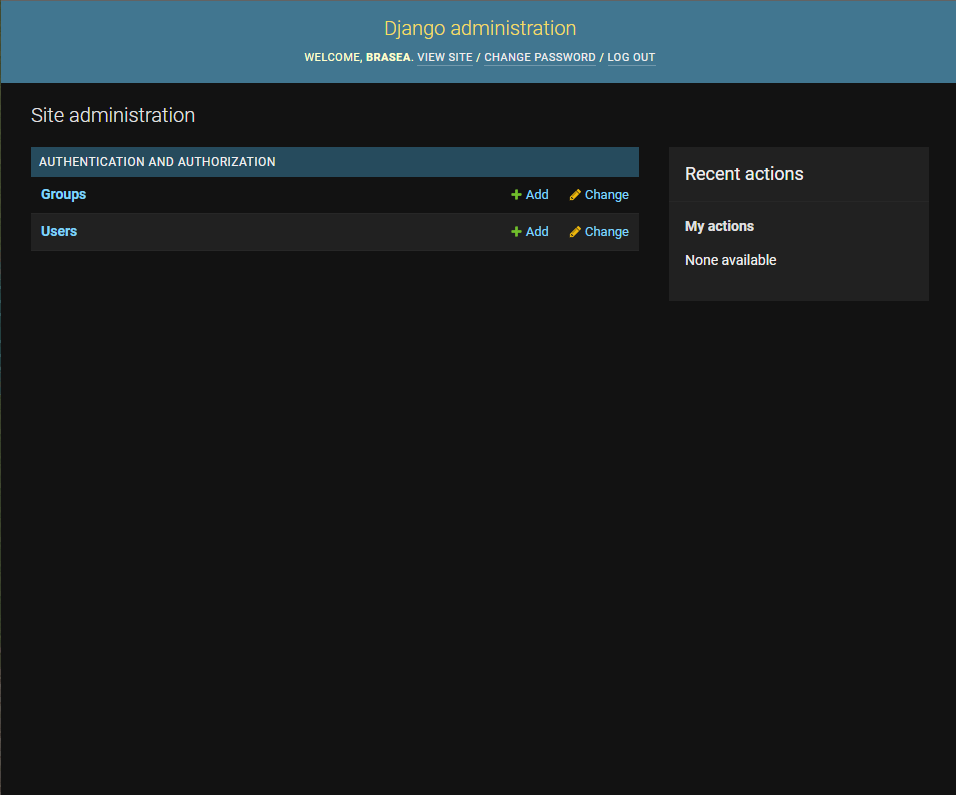 Django administration
WELCOME, BRASEA. VIEW SITE / CHANGE PASSWORD / LOG OUT
Site administration
AUTHENTICATION AND AUTHORIZATION
Groups Add Change
Users Add Change
Recent actions
My actions
None available